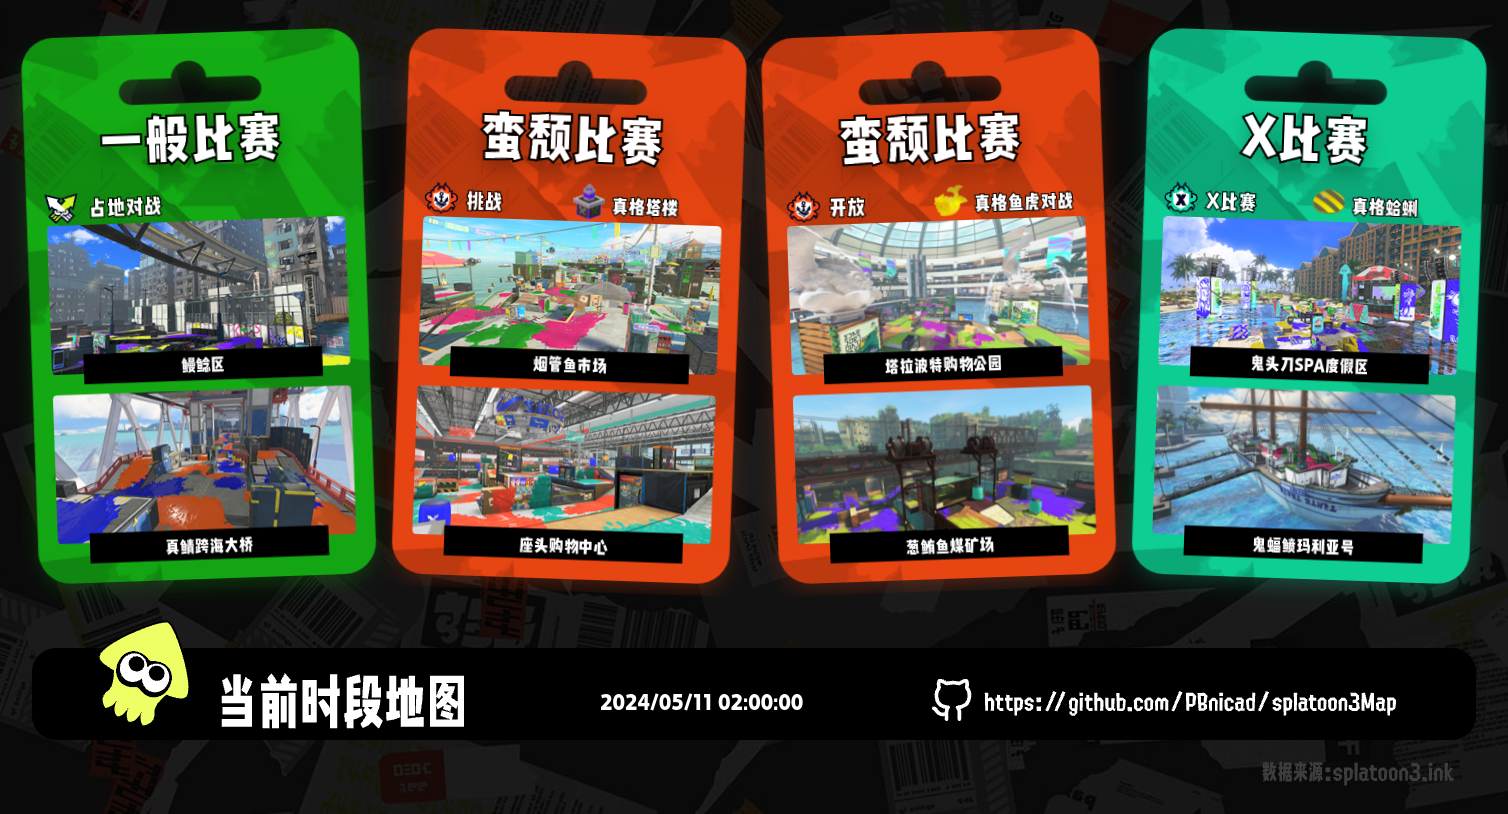 一般比赛
占地对战
鳗鲶区
真鲭跨海大桥
蛮颓比赛
挑战
真格塔楼
烟管鱼市场
座头购物中心
蛮颓比赛
开放
真格鱼虎对战
塔拉波特购物公园
葱鲔鱼煤矿场
X比赛
X比赛
真格蛤蜊
鬼头刀SPA度假区
鬼蝠鲼玛利亚号
当前时段地图
2024/05/11 02:00:00
https://github.com/PBnicad/splatoon3Map
数据来源:splatoon3.ink